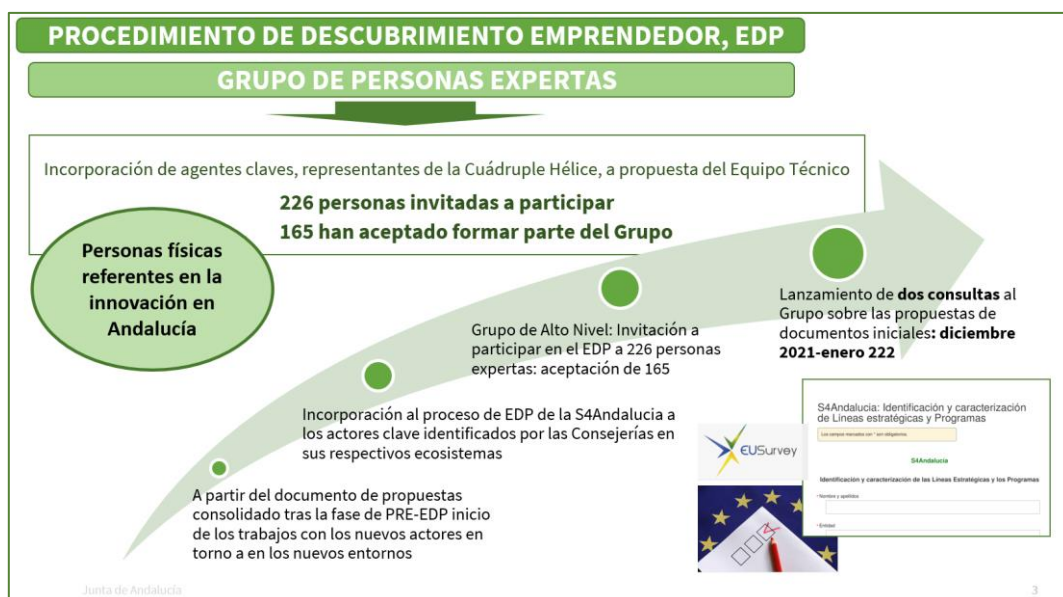 PROCEDIMIENTO DE DESCUBRIMIENTO EMPRENDEDOR, EDP
GRUPO DE PERSONAS EXPERTAS
Incorporación de agentes claves, representantes de la Cuádruple Hélice, a propuesta del Equipo Técnico
226 personas invitadas a participar
165 han aceptado formar parte del Grupo
Personas físicas
referentes en la
innovación en
Andalucía
A partir del documento de propuestas
consolidado tras la fase de PRE-EDP inicio
de los trabajos con los nuevos actores en
torno a en los nuevos entornos
Incorporación al proceso de EDP de la S4Andalucia a
los actores clave identificados por las Consejerías en
sus respectivos ecosistemas
Grupo de Alto Nivel: Invitación a
participar en el EDP a 226 personas
expertas: aceptación de 165
Lanzamiento de dos consultas al
Grupo sobre las propuestas de
documentos iniciales: diciembre
2021-enero 222
EUSurvey
S4Andalucia: Identificación y caracterización
de Líneas estratégicas y Programas
Los campos marcados con * son obligatorios.
S4Andalucía
Identificación y caracterización de las Líneas Estratégicas y los Programas
* Nombre y apellidos
* Entidad
Junta de Andalucía
3